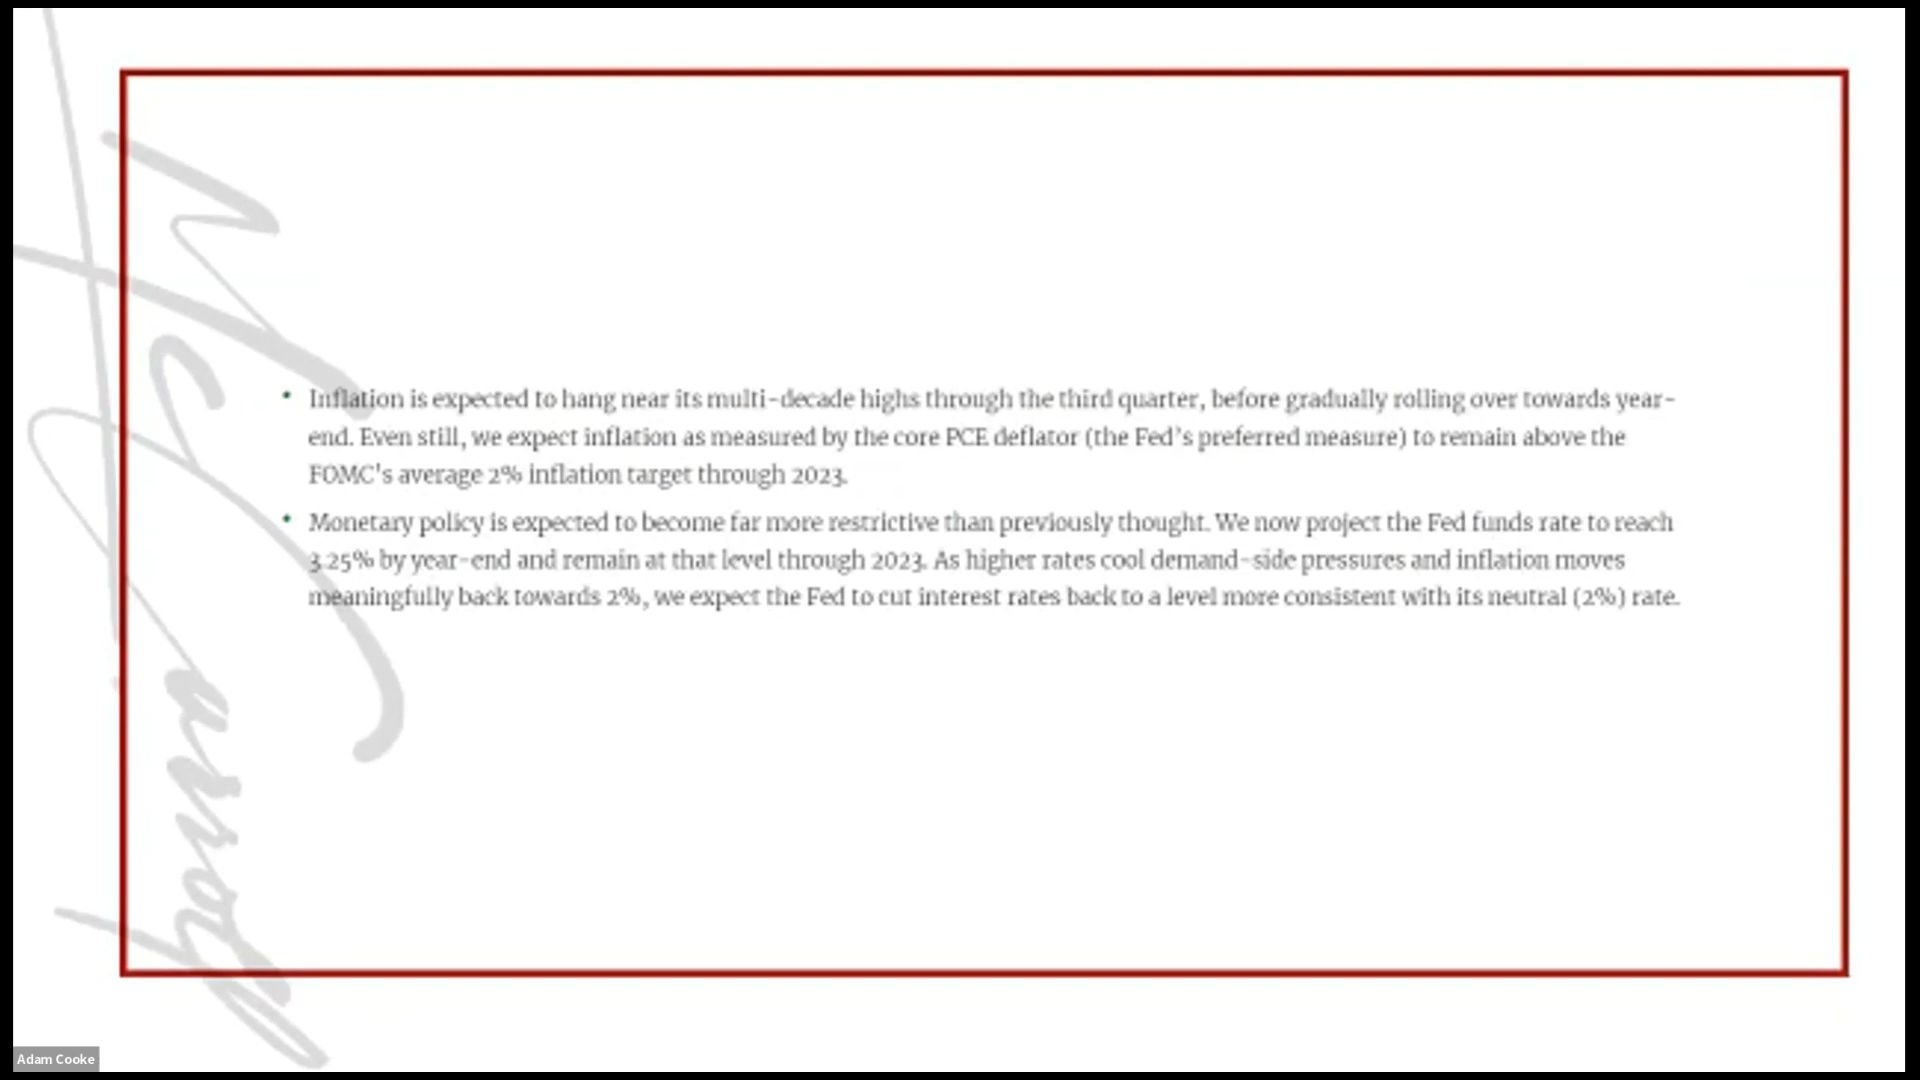 • Inflation is expected to hang near its multi-decade highs through the third quarter, before gradually rolling over towards year-
end. Even still, we expect inflation as measured by the core PCE deflator (the Fed's preferred measure) to remain above the
FOMC's average 2% inflation target through 2023.
• Monetary policy is expected to become far more restrictive than previously thought. We now project the Fed funds rate to reach
3.25% by year-end and remain at that level through 2023. As higher rates cool demand-side pressures and inflation moves
meaningfully back towards 2%, we expect the Fed to cut interest rates back to a level more consistent with its neutral (2%) rate.
Adam Cooke